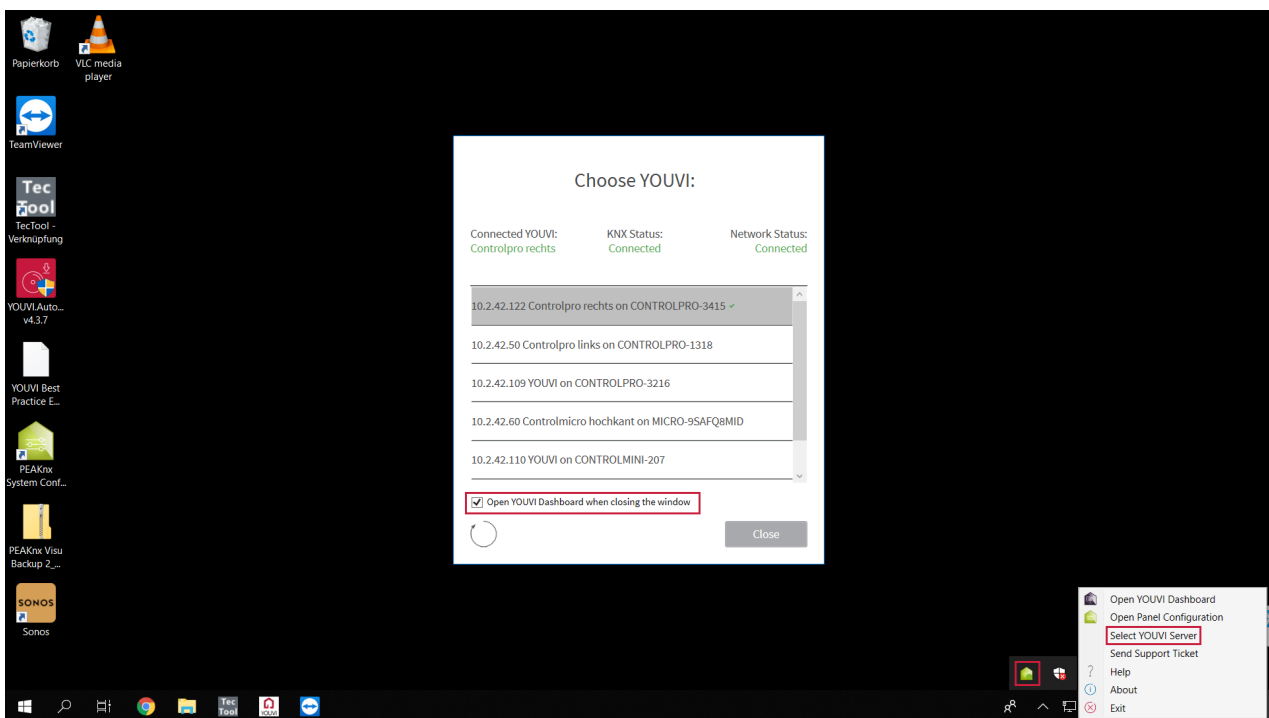 Papierkorb
VLC media
player
TeamViewer
Tec
Tool
TecTool -
Verknüpfung
YOUVI.Auto...
v4.3.7
YOUVI Best
Practice E...
PEAKnx
System Conf...
PEAKnx Visu
Backup 2_...
SONOS
Sonos
Choose YOUVI:
Connected YOUVI:
Controlpro rechts
KNX Status:
Connected
Network Status:
Connected
10.2.42.122 Controlpro rechts on CONTROLPRO-3415
10.2.42.50 Controlpro links on CONTROLPRO-1318
10.2.42.109 YOUVI on CONTROLPRO-3216
10.2.42.60 Controlmicro hochkant on MICRO-9SAFQ8MID
10.2.42.110 YOUVI on CONTROLMINI-207
Open YOUVI Dashboard when closing the window
Close
Open YOUVI Dashboard
Open Panel Configuration
Select YOUVI Server
Send Support Ticket
? Help
About
Exit
Tec
Tool
YOUVI